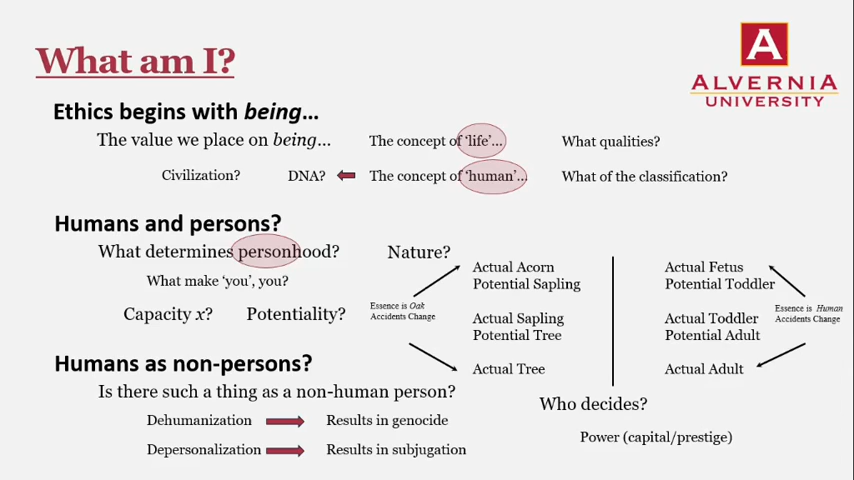 What am I?
A
ALVERNIA
UNIVERSITY
Ethics begins with being…
The value we place on being…
The concept of ‘life’…
What qualities?
Civilization?
DNA?
The concept of ‘human’…
What of the classification?
Humans and persons?
What determines personhood?
What make ‘you’, you?
Capacity x?
Potentiality?
Nature?
Essence is Oak
Accidents Change
Actual Acorn
Potential Sapling
Actual Sapling
Potential Tree
Actual Tree
Actual Fetus
Potential Toddler
Actual Toddler
Potential Adult
Actual Adult
Essence is Human
Accidents Change
Humans as non-persons?
Is there such a thing as a non-human person?
Dehumanization
Results in genocide
Depersonalization
Results in subjugation
Who decides?
Power (capital/prestige)